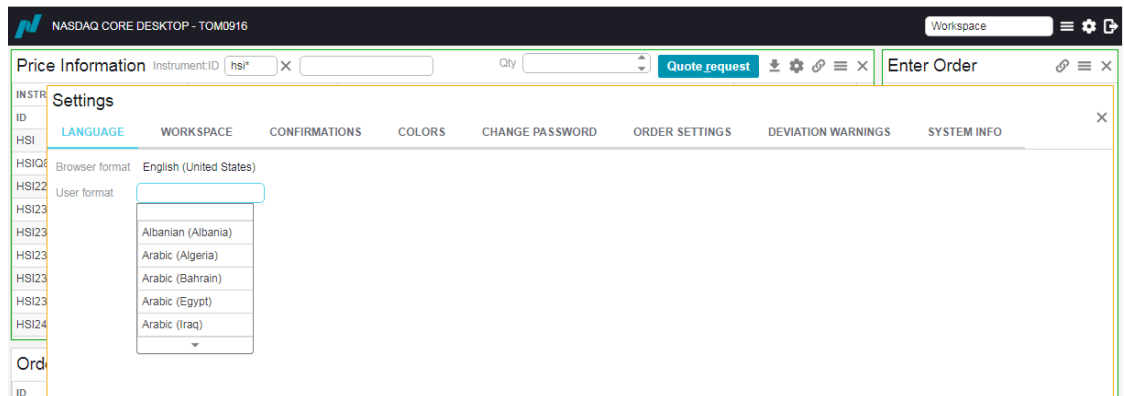 NASDAQ CORE DESKTOP - TOM0916 Workspace
Price Information Instrument:ID hsi* Qty Quote request Enter Order
INSTR
Settings
ID
LANGUAGE WORKSPACE CONFIRMATIONS COLORS CHANGE PASSWORD ORDER SETTINGS DEVIATION WARNINGS SYSTEM INFO
HSI
HSIQ8 Browser format English (United States)
HSI22 User format
HSI23
HSI23 Albanian (Albania)
HSI23 Arabic (Algeria)
HSI23 Arabic (Bahrain)
HSI23 Arabic (Egypt)
HSI24 Arabic (Iraq)
Ord
ID